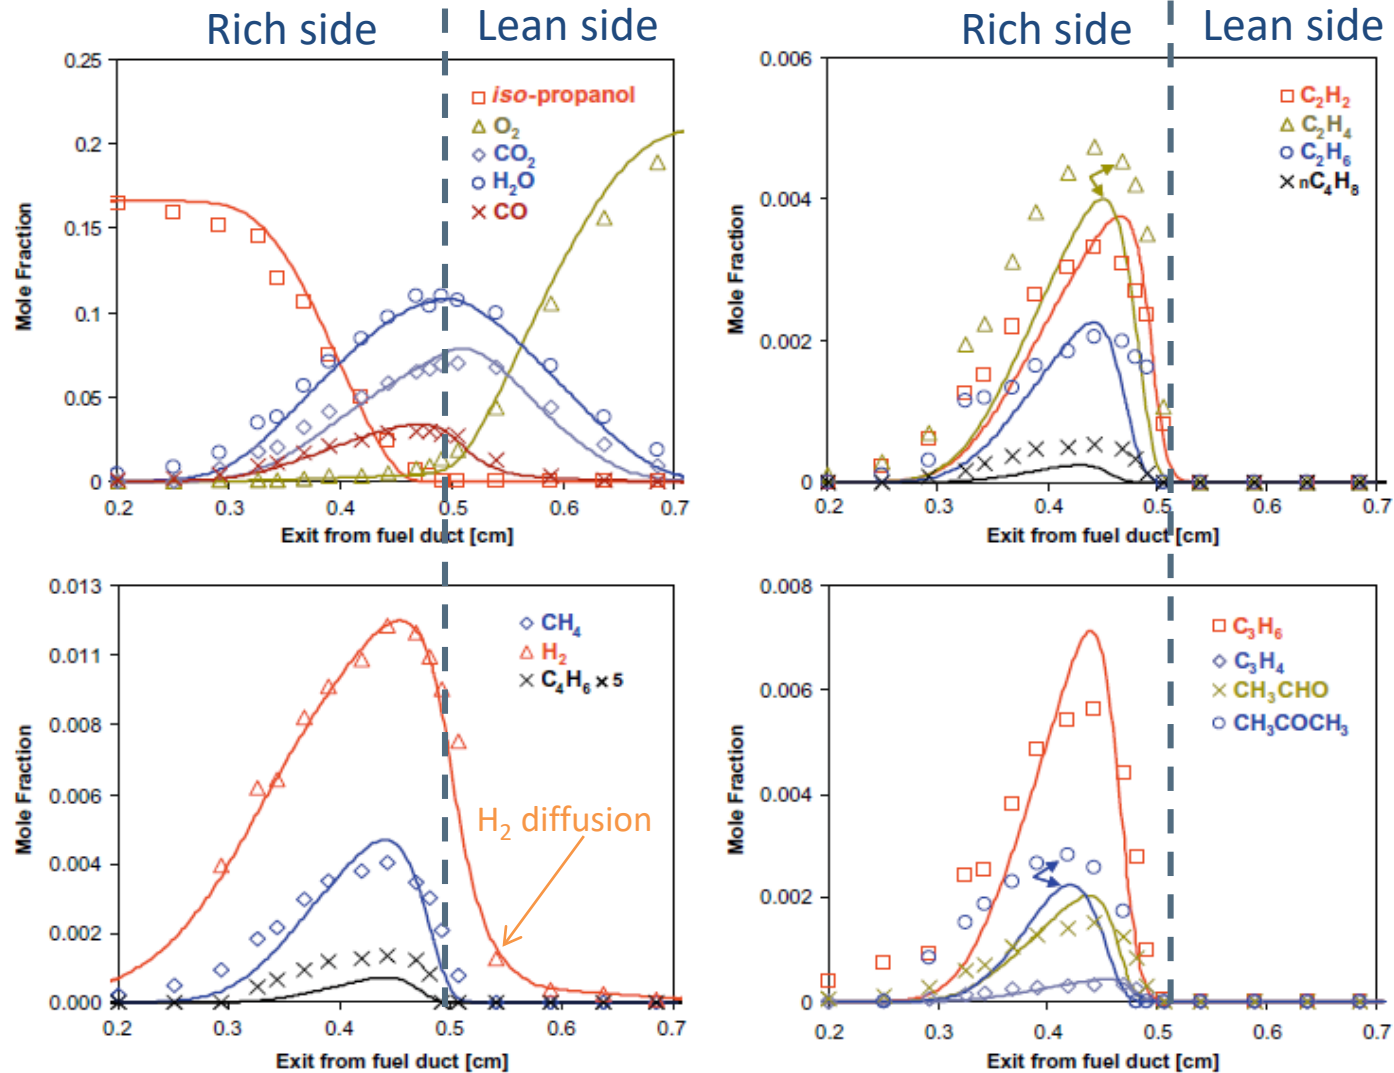 Rich side
Lean side
0.25
0.2
0.15
0.1
0.05
0
Mole Fraction
iso-propanol
O₂
CO₂
H₂O
CO
0.2 0.3 0.4 0.5 0.6 0.7
Exit from fuel duct [cm]
Rich side
Lean side
0.006
0.004
0.002
0
Mole Fraction
C₂H₂
C₂H₄
C₂H₆
nC₄H₈
0.2 0.3 0.4 0.5 0.6 0.7
Exit from fuel duct [cm]
0.013
0.011
0.008
0.006
0.004
0.002
0.000
Mole Fraction
CH₄
H₂
C₄H₆ × 5
H₂ diffusion
0.2 0.3 0.4 0.5 0.6 0.7
Exit from fuel duct [cm]
0.008
0.006
0.004
0.002
0
Mole Fraction
C₃H₆
C₃H₄
CH₃CHO
CH₃COCH₃
0.2 0.3 0.4 0.5 0.6 0.7
Exit from fuel duct [cm]